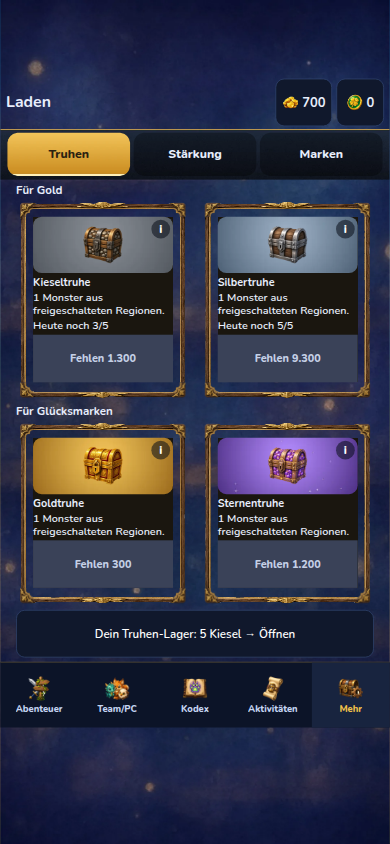 Laden
700
0
Truhen
Stärkung
Marken
Für Gold
i
i
Kieseltruhe
1 Monster aus
freigeschalteten Regionen.
Heute noch 3/5
Fehlen 1.300
Silbertruhe
1 Monster aus
freigeschalteten Regionen.
Heute noch 5/5
Fehlen 9.300
Für Glücksmarken
i
i
Goldtruhe
1 Monster aus
freigeschalteten Regionen.
Fehlen 300
Sternentruhe
1 Monster aus
freigeschalteten Regionen.
Fehlen 1.200
Dein Truhen-Lager: 5 Kiesel → Öffnen
Abenteuer
Team/PC
Kodex
Aktivitäten
Mehr